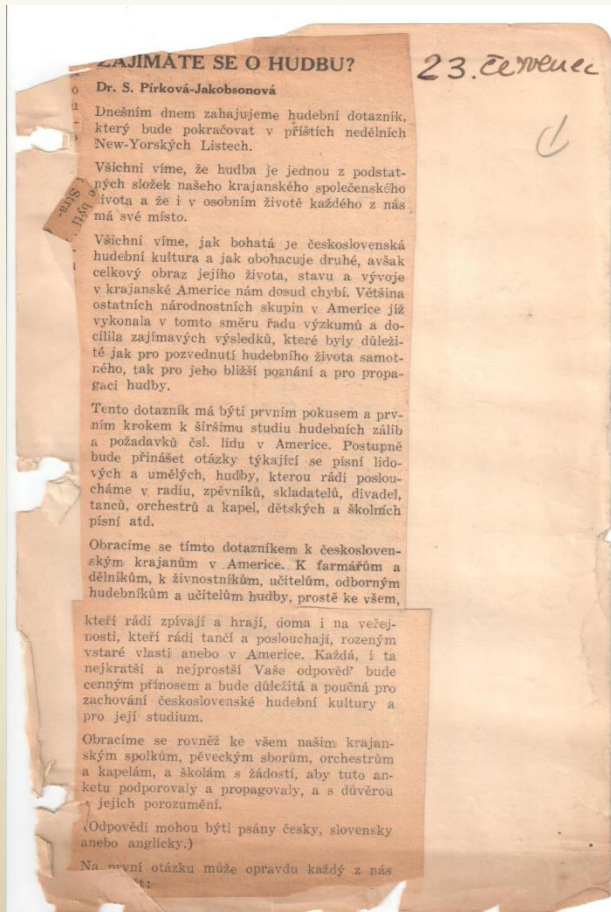 ZAJÍMÁTE SE O HUDBU?
23. červenec
Dr. S. Pírková-Jakobsonová
Dnešním dnem zahajujeme hudební dotazník,
který bude pokračovat v příštích nedělních
New-Yorských Listech.
Všichni víme, že hudba je jednou z podstat-
ných složek našeho krajanského společenského
života a že i v osobním životě každého z nás
má své místo.
Všichni víme, jak bohatá je československá
hudební kultura a jak obohacuje druhé, avšak
celkový obraz jejího života, stavu a vývoje
v krajanské Americe nám dosud chybí. Většina
ostatních národnostních skupin v Americe již
vykonala v tomto směru řadu výzkumů a do-
cílila zajímavých výsledků, které byly důleži-
té jak pro pozvednutí hudebního života samot-
ného, tak pro jeho bližší poznání a pro propa-
gaci hudby.
Tento dotazník má býti prvním pokusem a prv-
ním krokem k širšímu studiu hudebních zálib
a požadavků čsl. lidu v Americe. Postupně
bude přinášet otázky týkající se písní lido-
vých a umělých, hudby, kterou rádi poslou-
cháme v radiu, zpěvníků, skladatelů, divadel,
tanců, orchestrů a kapel, dětských a školních
písní atd.
Obracíme se tímto dotazníkem k českosloven-
ským krajanům v Americe. K farmářům a
dělníkům, k živnostníkům, učitelům, odborným
hudebníkům a učitelům hudby, prostě ke všem,
kteří rádi zpívají a hrají, doma i na veřej-
nosti, kteří rádi tančí a poslouchají, rozeným
vstaré vlasti anebo v Americe. Každá, i ta
nejkratší a nejprostší Vaše odpověď bude
cenným přínosem a bude důležitá a poučná pro
zachování československé hudební kultury a
pro její studium.
Obracíme se rovněž ke všem našim krajan-
ským spolkům, pěveckým sborům, orchestrům
a kapelám, a školám s žádostí, aby tuto an-
ketu podporovaly a propagovaly, a s důvěrou
v jejich porozumění.
(Odpovědi mohou býti psány česky, slovensky
anebo anglicky.)
Na první otázku může opravdu každý z nás